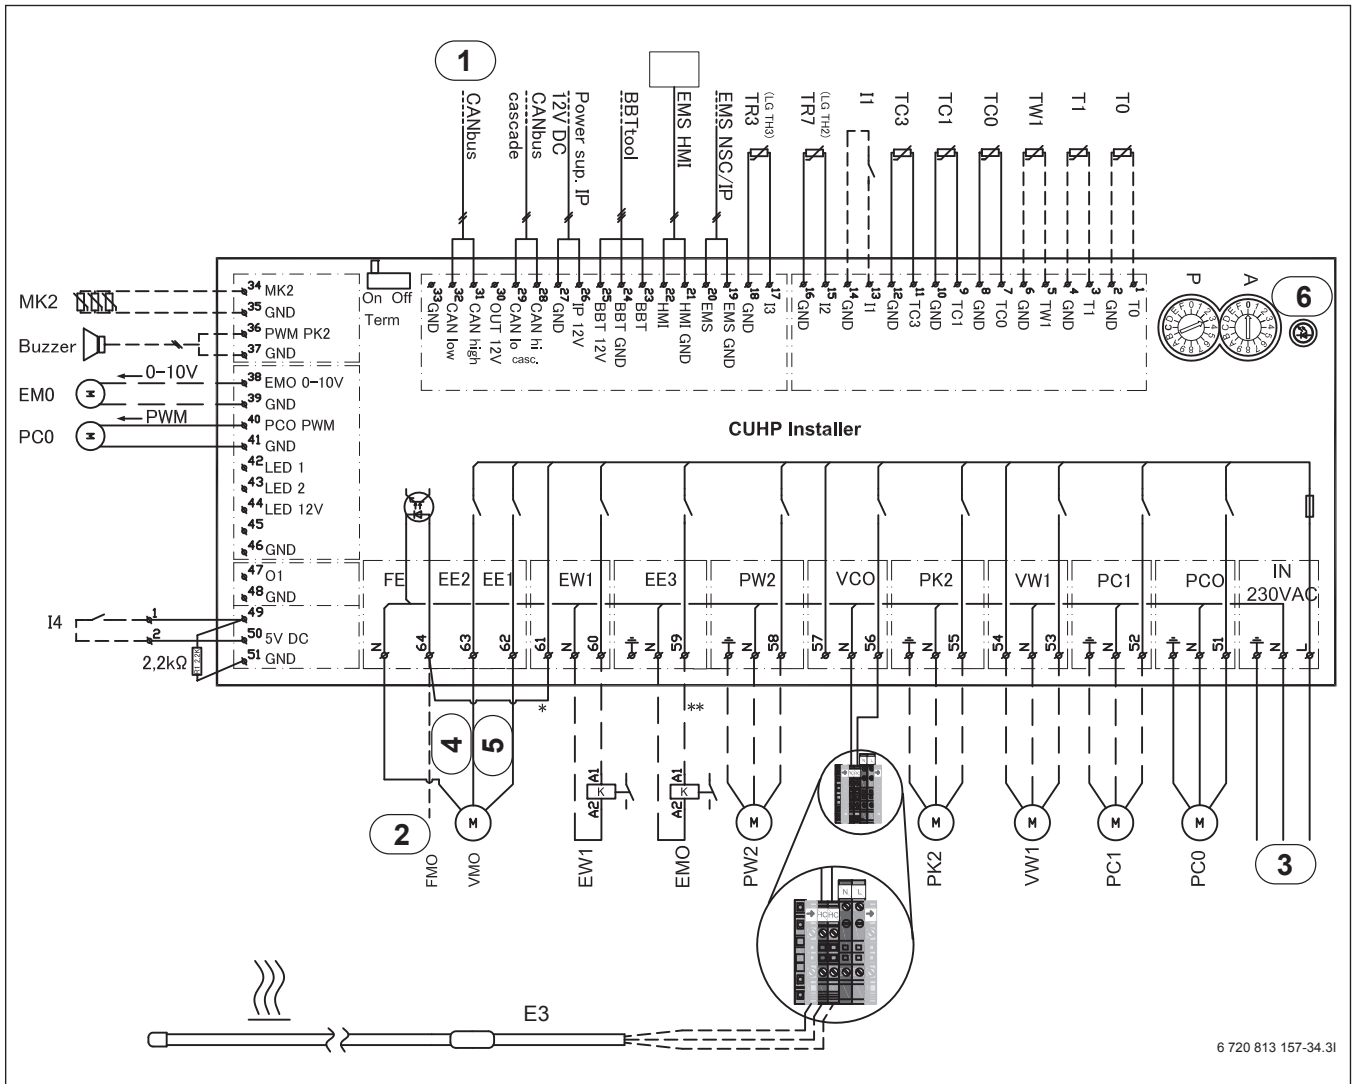 1
CANbus
CANbus
cascade
Power sup. IP
12V DC
BBTtool
EMS HMI
EMS NSC/IP
TR3
(LG TH3)
TR7
(LG TH2)
I1
TC3
TC1
TC0
TW1
T1
T0
33 GND
32 CAN low
31 CAN high
30 OUT 12V
29 CAN lo
28 CAN hi
casc.
27 GND
26 IP 12V
25 BBT 12V
24 BBT GND
23 BBT
22 HMI
21 HMI GND
20 EMS
19 EMS GND
18 GND
17 I3
16 GND
15 I2
14 GND
13 I1
12 GND
11 TC3
10 GND
9 TC1
8 GND
7 TC0
6 GND
5 TW1
4 GND
3 T1
2 GND
1 T0
P
A
6
On Off
Term
MK2
34 MK2
35 GND
Buzzer
36 PWM PK2
37 GND
EM0
0-10V
38 EMO 0-10V
39 GND
PC0
PWM
40 PCO PWM
41 GND
42 LED 1
43 LED 2
44 LED 12V
45
46 GND
47 O1
48 GND
I4
1
2
49
50 5V DC
51 GND
2,2kΩ
CUHP Installer
FE
EE2
EE1
EW1
EE3
PW2
VCO
PK2
VW1
PC1
PCO
IN
230VAC
N
64
63
62
61
N
60
N
59
N
58
57
N
56
N
55
54
N
53
N
52
N
51
N
L
*
**
4
5
2
3
A1
K
A2
A1
K
A2
M
M
M
M
M
M
FMO
VMO
EW1
EMO
PW2
PK2
VW1
PC1
PC0
N L
HC HC
E3
6 720 813 157-34.3I